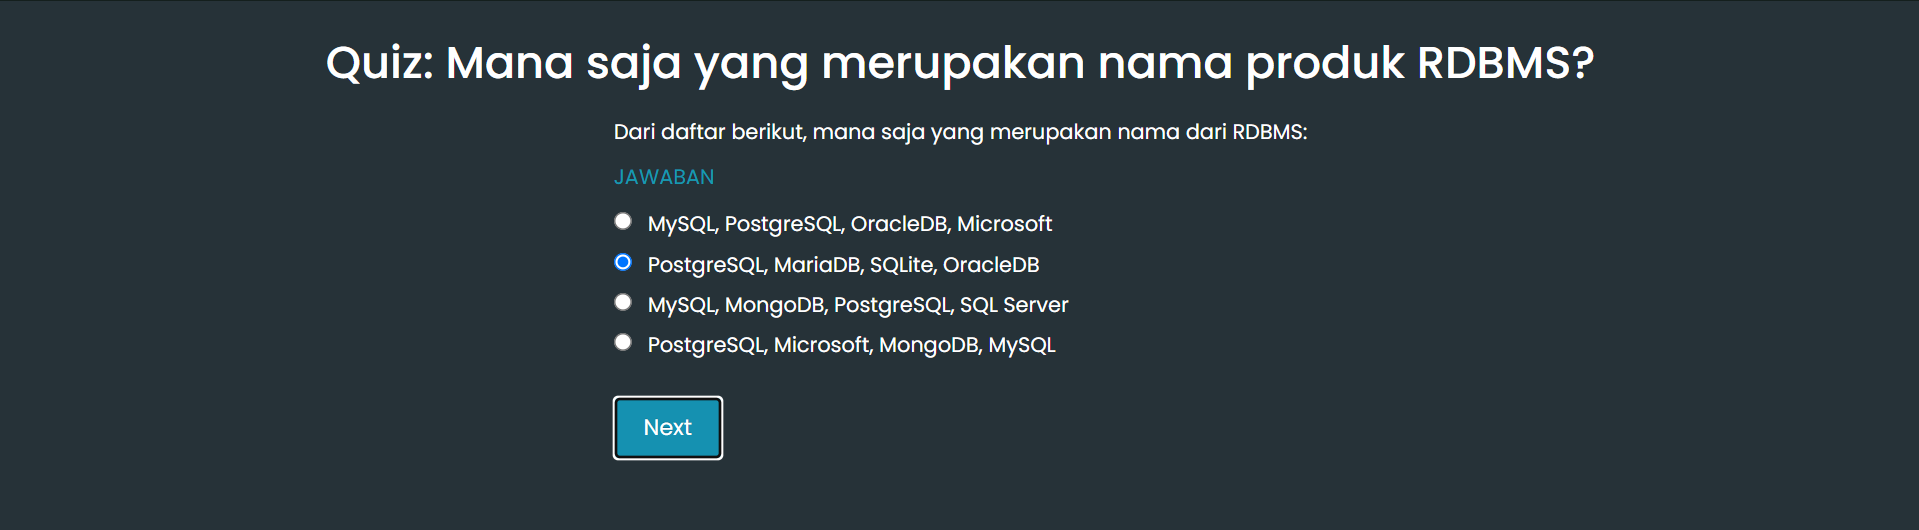 Quiz: Mana saja yang merupakan nama produk RDBMS?
Dari daftar berikut, mana saja yang merupakan nama dari RDBMS:
JAWABAN
MySQL, PostgreSQL, OracleDB, Microsoft
PostgreSQL, MariaDB, SQLite, OracleDB
MySQL, MongoDB, PostgreSQL, SQL Server
PostgreSQL, Microsoft, MongoDB, MySQL
Next